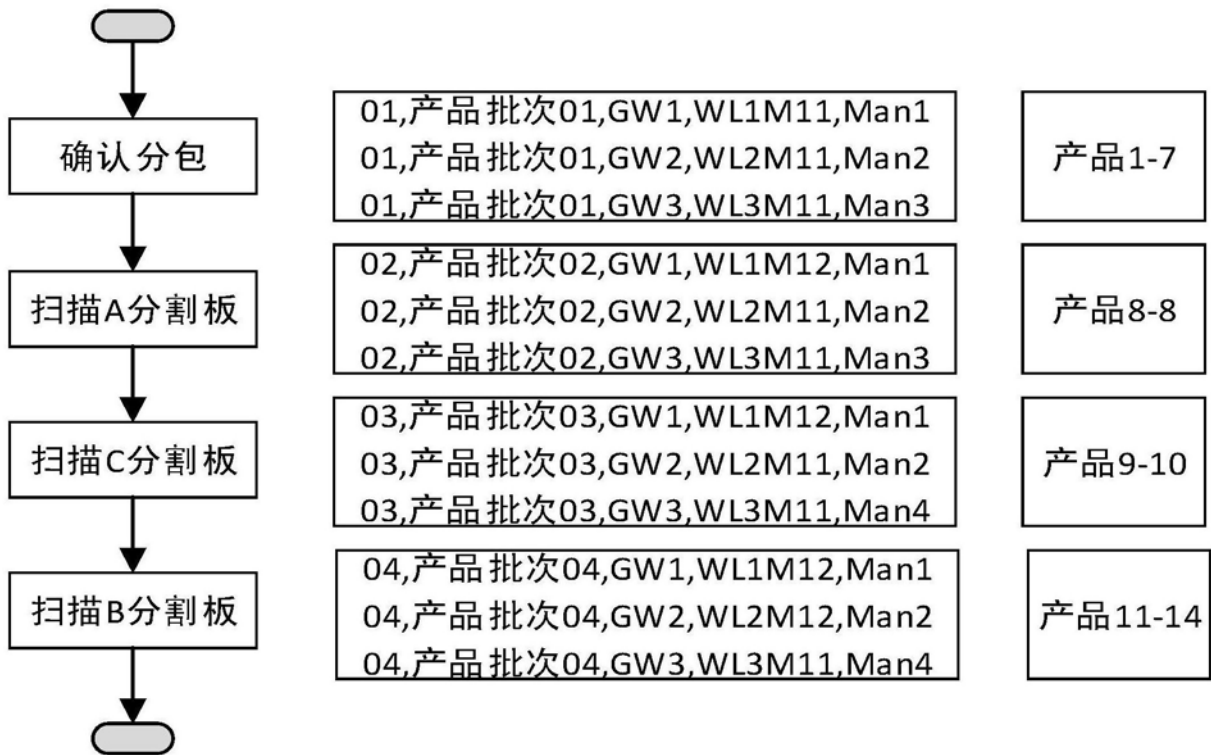 确认分包
01,产品批次01,GW1,WL1M11,Man1
01,产品批次01,GW2,WL2M11,Man2
01,产品批次01,GW3,WL3M11,Man3
产品1-7
扫描A分割板
02,产品批次02,GW1,WL1M12,Man1
02,产品批次02,GW2,WL2M11,Man2
02,产品批次02,GW3,WL3M11,Man3
产品8-8
扫描C分割板
03,产品批次03,GW1,WL1M12,Man1
03,产品批次03,GW2,WL2M11,Man2
03,产品批次03,GW3,WL3M11,Man4
产品9-10
扫描B分割板
04,产品批次04,GW1,WL1M12,Man1
04,产品批次04,GW2,WL2M12,Man2
04,产品批次04,GW3,WL3M11,Man4
产品11-14